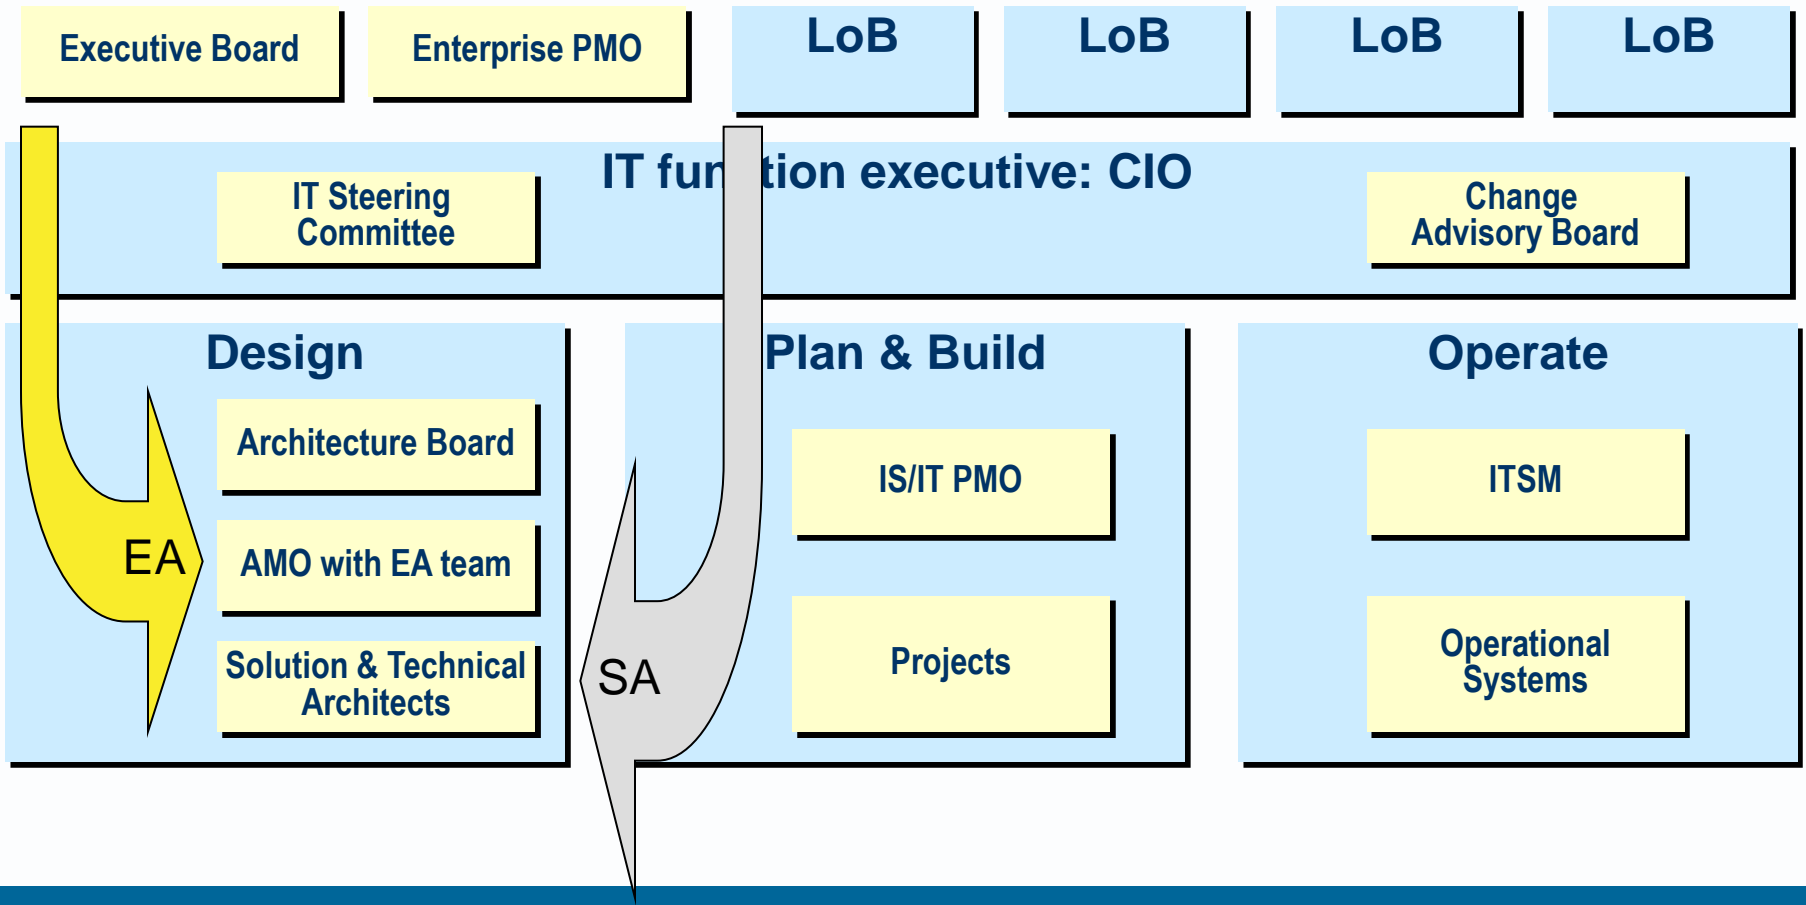 Executive Board
Enterprise PMO
LoB
LoB
LoB
LoB
IT fun tion executive: CIO
IT Steering
Committee
Change
Advisory Board
Design
Architecture Board
AMO with EA team
Solution & Technical
Architects
EA
SA
Plan & Build
IS/IT PMO
Projects
Operate
ITSM
Operational
Systems